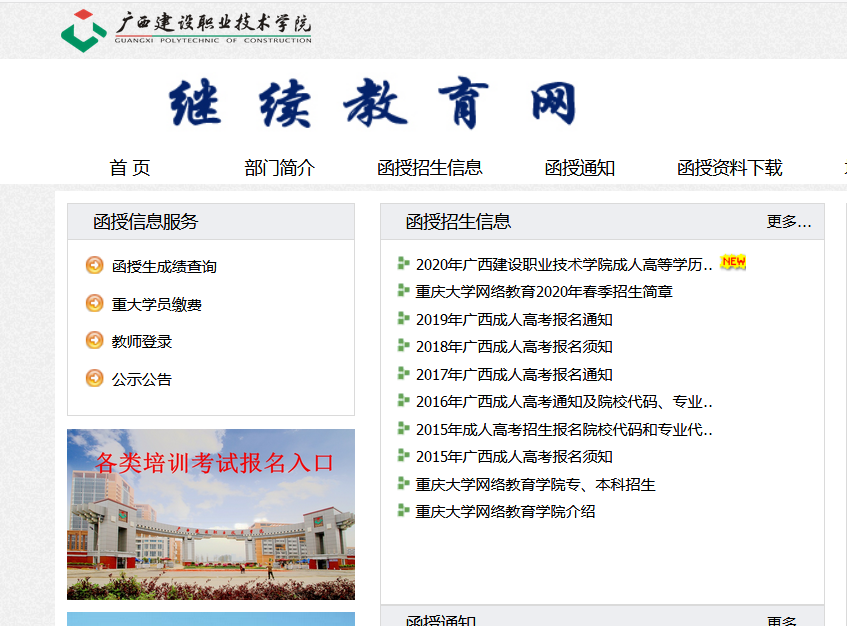 广西建设职业技术学院
GUANGXI POLYTECHNIC OF CONSTRUCTION
继续教育网
首 页 部门简介 函授招生信息 函授通知 函授资料下载
函授信息服务
函授生成绩查询
重大学员缴费
教师登录
公示公告
各类培训考试报名入口
函授招生信息 更多...
2020年广西建设职业技术学院成人高等学历.. NEW
重庆大学网络教育2020年春季招生简章
2019年广西成人高考报名通知
2018年广西成人高考报名须知
2017年广西成人高考报名通知
2016年广西成人高考通知及院校代码、专业..
2015年成人高考招生报名院校代码和专业代..
2015年广西成人高考报名须知
重庆大学网络教育学院专、本科招生
重庆大学网络教育学院介绍
函授通知 更多